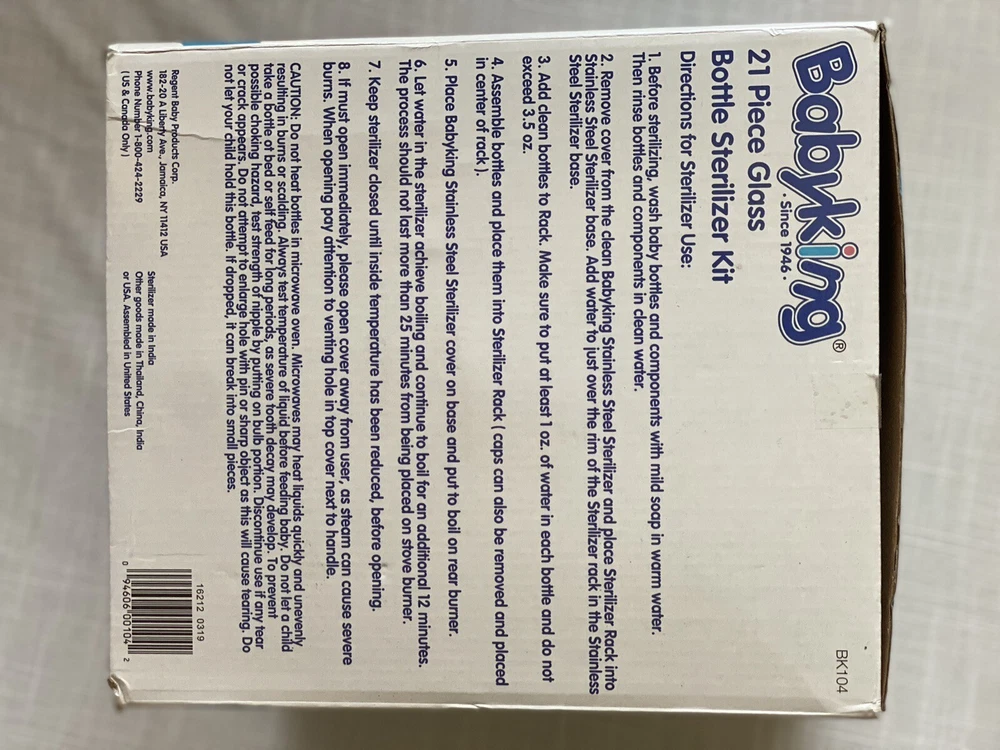 Babyking®
· Since 1946 ·
BK104
21 Piece Glass
Bottle Sterilizer Kit
Directions for Sterilizer Use:
1. Before sterilizing, wash baby bottles and components with mild soap in warm water.
Then rinse bottles and components in clean water.
2. Remove cover from the clean Babyking Stainless Steel Sterilizer and place Sterilizer Rack into
Stainless Steel Sterilizer base. Add water to just over the rim of the Sterilizer rack in the Stainless
Steel Sterilizer base.
3. Add clean bottles to Rack. Make sure to put at least 1 oz. of water in each bottle and do not
exceed 3.5 oz.
4. Assemble bottles and place them into Sterilizer Rack ( caps can also be removed and placed
in center of rack ).
5. Place Babyking Stainless Steel Sterilizer cover on base and put to boil on rear burner.
6. Let water in the sterilizer achieve boiling and continue to boil for an additional 12 minutes.
The process should not last more than 25 minutes from being placed on stove burner.
7. Keep sterilizer closed until inside temperature has been reduced, before opening.
8. If must open immediately, please open cover away from user, as steam can cause severe
burns. When opening pay attention to venting hole in top cover next to handle.
CAUTION: Do not heat bottles in microwave oven. Microwaves may heat liquids quickly and unevenly
resulting in burns or scalding. Always test temperature of liquid before feeding baby. Do not let a child
take a bottle ot bed or self feed for long periods, as severe tooth decay may develop. To prevent
possible choking hazard, test strength of nipple by putting on bulb portion. Discontinue use if any tear
or crack appears. Do not attempt to enlarge hole with pin or sharp object as this will cause tearing. Do
not let your child hold this bottle. If dropped, it can break into small pieces.
Regent Baby Products Corp.
182-20 A Liberty Ave., Jamaica, NY 11412 USA
www.babyking.com
Phone Number 1-800-424-2229
( US & Canada Only )
Sterilizer made in India
Other goods made in Thailand, China, India
or USA. Assembled in United States
16212 0319
0 94606 00104 2